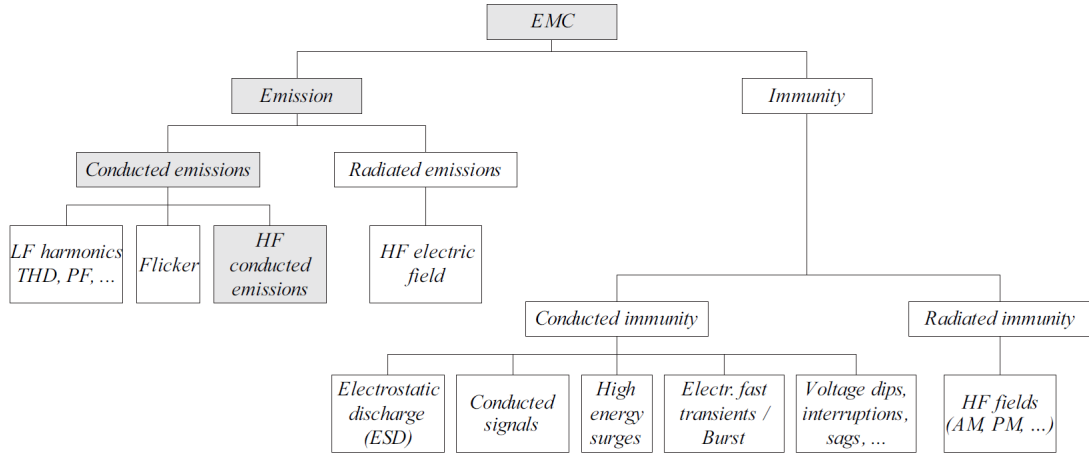 EMC
Emission
Immunity
Conducted emissions
Radiated emissions
LF harmonics
THD, PF, ...
Flicker
HF
conducted
emissions
HF electric
field
Conducted immunity
Radiated immunity
Electrostatic
discharge
(ESD)
Conducted
signals
High
energy
surges
Electr. fast
transients /
Burst
Voltage dips,
interruptions,
sags, ...
HF fields
(AM, PM, ...)